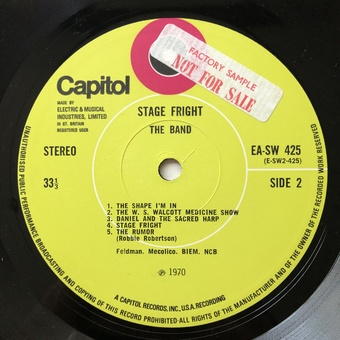 FACTORY SAMPLE
NOT FOR SALE
Capitol
MADE BY
ELECTRIC & MUSICAL
INDUSTRIES, LIMITED
IN GT. BRITAIN
REGISTERED USER
STAGE FRIGHT
THE BAND
STEREO
EA-SW 425
(E-SW2-425)
33⅓
SIDE 2
1. THE SHAPE I'M IN
2. THE W. S. WALCOTT MEDICINE SHOW
3. DANIEL AND THE SACRED HARP
4. STAGE FRIGHT
5. THE RUMOR
(Robbie Robertson)
Feldman. Mecolico. BIEM. NCB
℗ 1970
A CAPITOL RECORDS, INC., U.S.A. RECORDING
UNAUTHORISED PUBLIC PERFORMANCE BROADCASTING AND COPYING OF THIS RECORD PROHIBITED-ALL RIGHTS OF THE MANUFACTURER AND OF THE OWNER OF THE RECORDED WORK RESERVED